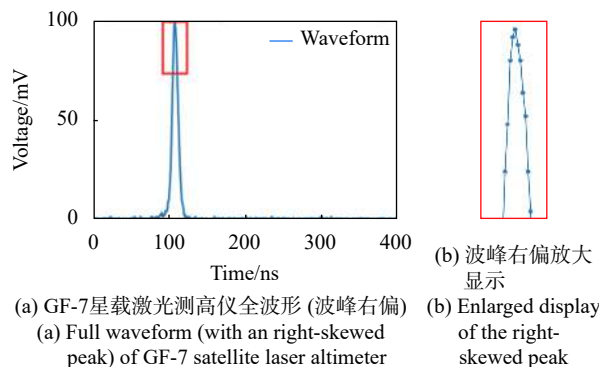 100
50
0
Voltage/mV
Waveform
0 100 200 300 400
Time/ns
(a) GF-7星载激光测高仪全波形 (波峰右偏)
(a) Full waveform (with an right-skewed
peak) of GF-7 satellite laser altimeter
(b) 波峰右偏放大
显示
(b) Enlarged display
of the right-
skewed peak